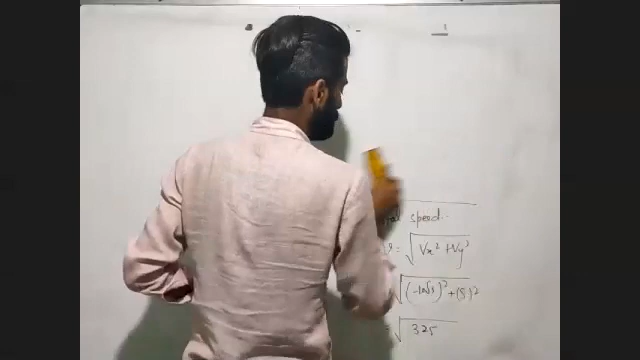 speed.
= √(Vx² + Vy²)
√((-10√3)² + (5)²)
√325